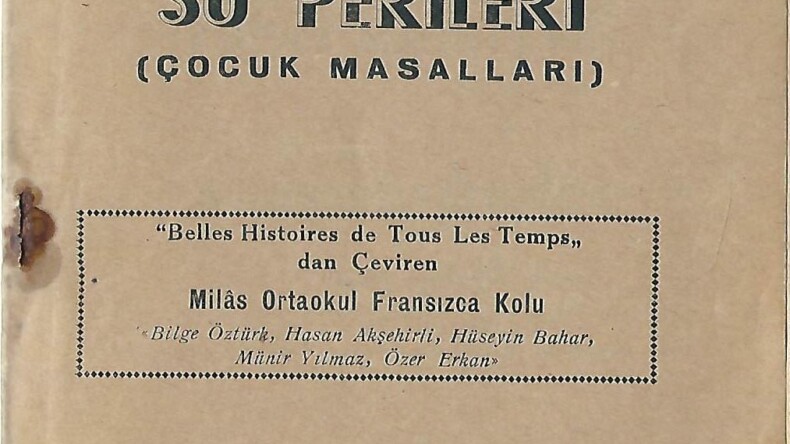 SU PERİLERİ
(ÇOCUK MASALLARI)
“Belles Histoires de Tous Les Temps„
dan Çeviren
Milâs Ortaokul Fransızca Kolu
«Bilge Öztürk, Hasan Akşehirli, Hüseyin Bahar,
Münir Yılmaz, Özer Erkan»